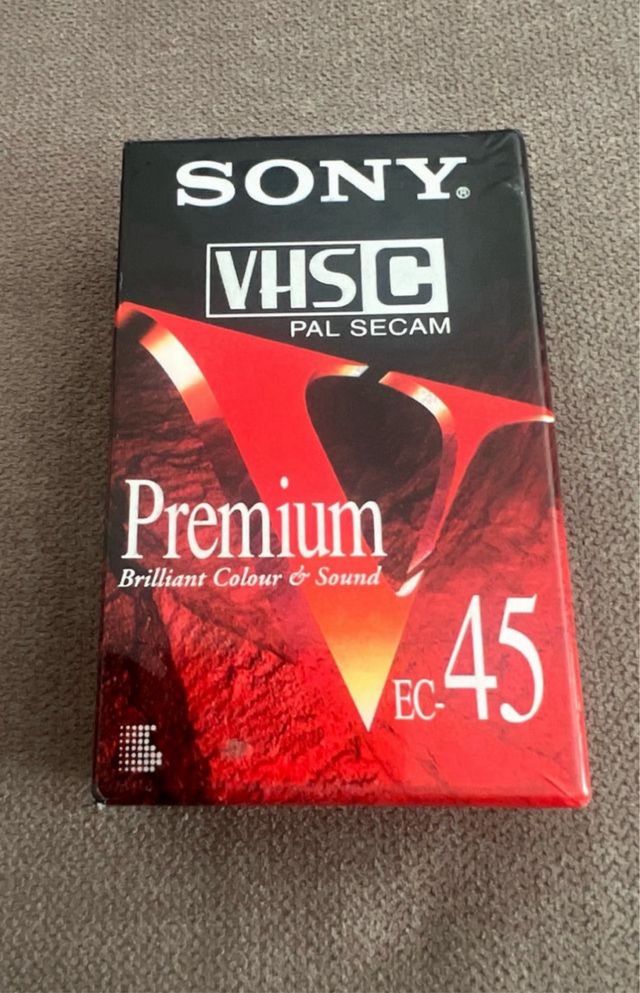 SONY®
VHS C
PAL SECAM
Premium
Brilliant Colour & Sound
EC-45